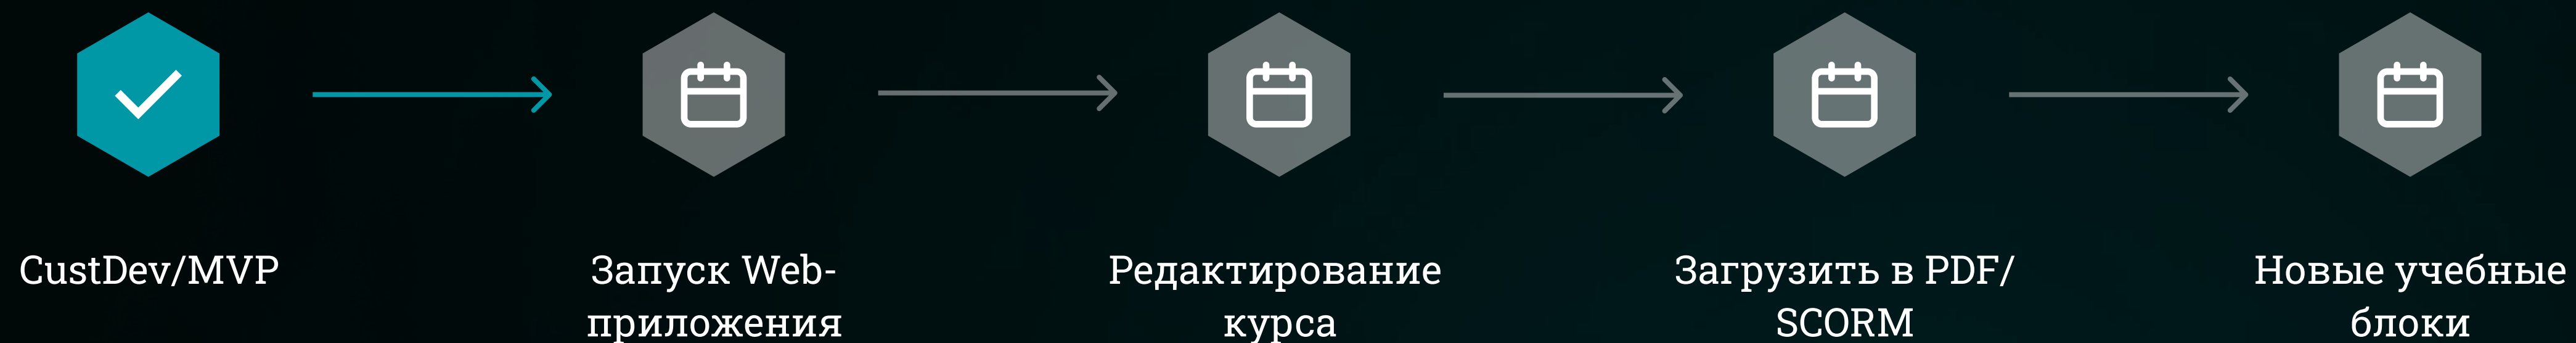 CustDev/MVP
Запуск Web-
приложения
Редактирование
курса
Загрузить в PDF/
SCORM
Новые учебные
блоки